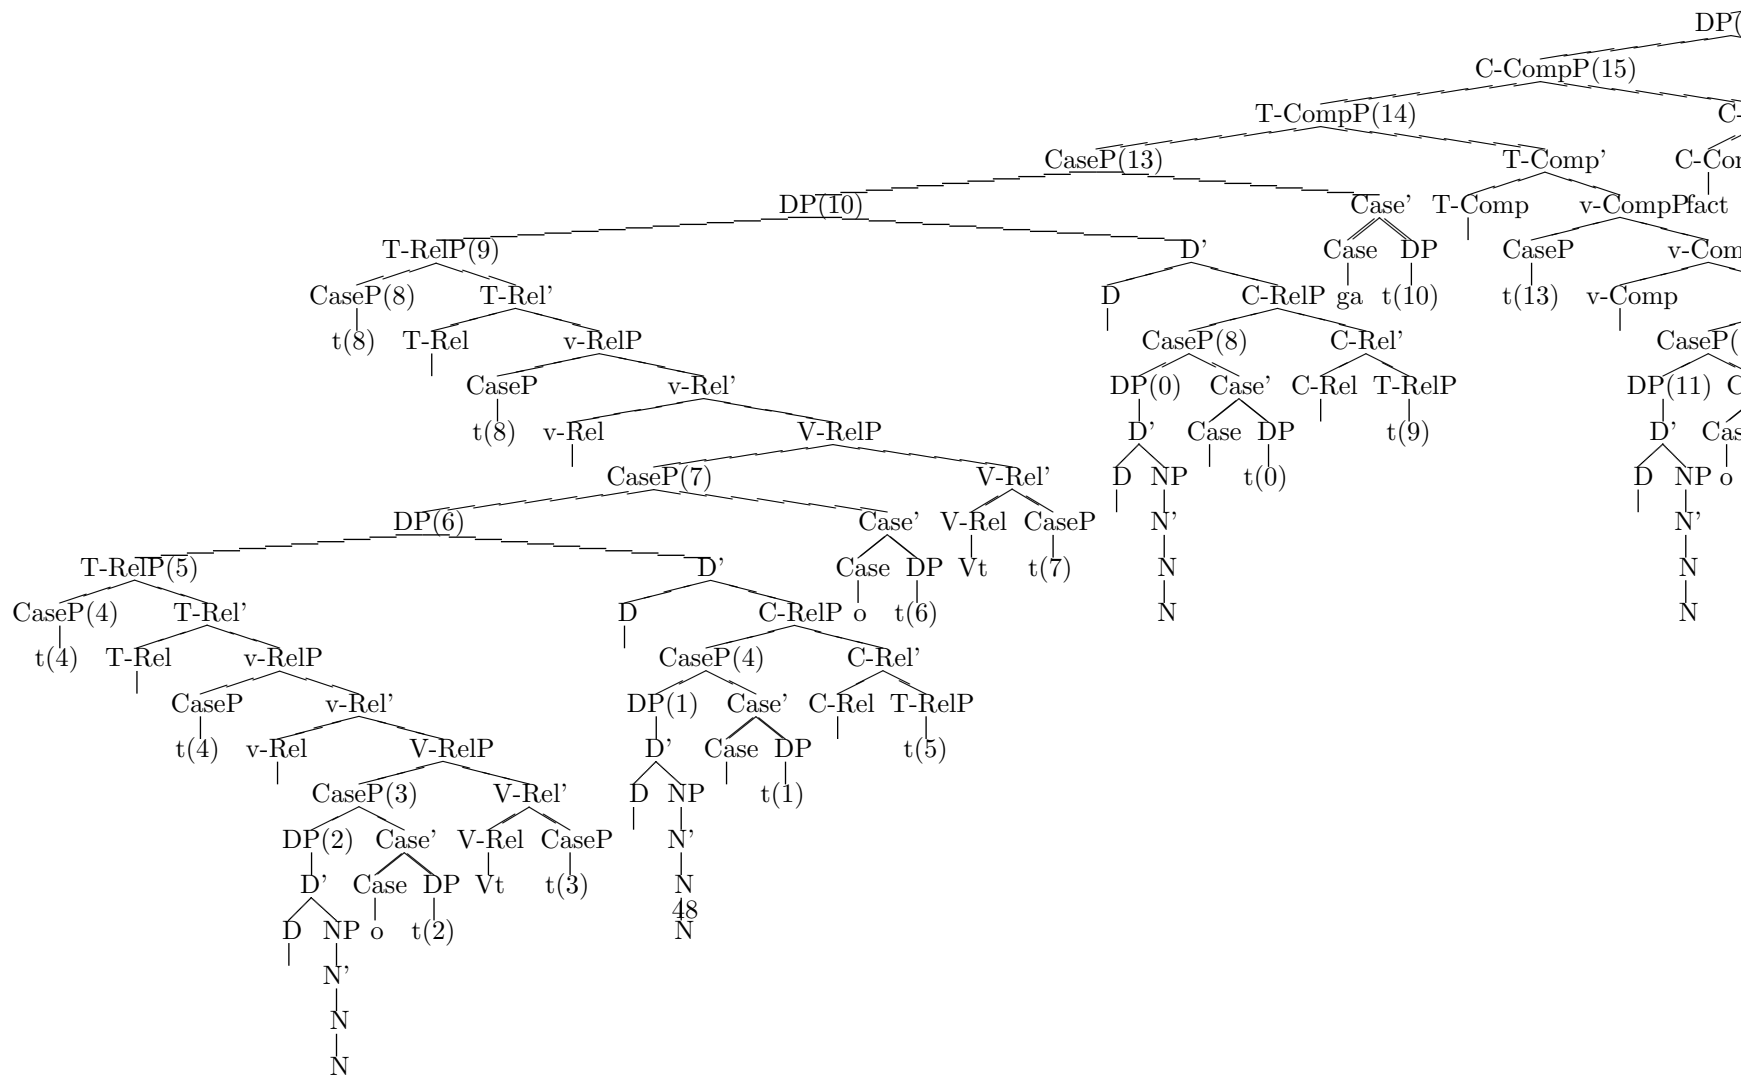 DP(
C-CompP(15)
T-CompP(14) C-
CaseP(13) T-Comp' C-Com
DP(10) Case' T-Comp v-CompP fact
T-RelP(9) D' Case DP CaseP v-Com
CaseP(8) T-Rel' D C-RelP ga t(10) t(13) v-Comp
t(8) T-Rel v-RelP CaseP(8) C-Rel' CaseP(
CaseP v-Rel' DP(0) Case' C-Rel T-RelP DP(11) C
t(8) v-Rel V-RelP D' Case DP t(9) D' Cas
CaseP(7) V-Rel' D NP t(0) D NP o
DP(6) Case' V-Rel CaseP N' N'
T-RelP(5) D' Case DP Vt t(7) N N
CaseP(4) T-Rel' D C-RelP o t(6) N N
t(4) T-Rel v-RelP CaseP(4) C-Rel'
CaseP v-Rel' DP(1) Case' C-Rel T-RelP
t(4) v-Rel V-RelP D' Case DP t(5)
CaseP(3) V-Rel' D NP t(1)
DP(2) Case' V-Rel CaseP N'
D' Case DP Vt t(3) N
48
D NP o t(2) N
N'
N
N